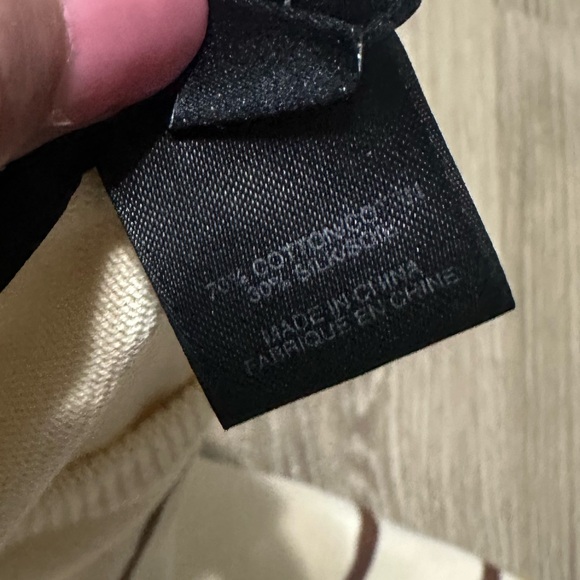 70% COTTON/COTON
30% SILK/SOIE
MADE IN CHINA
FABRIQUE EN CHINE